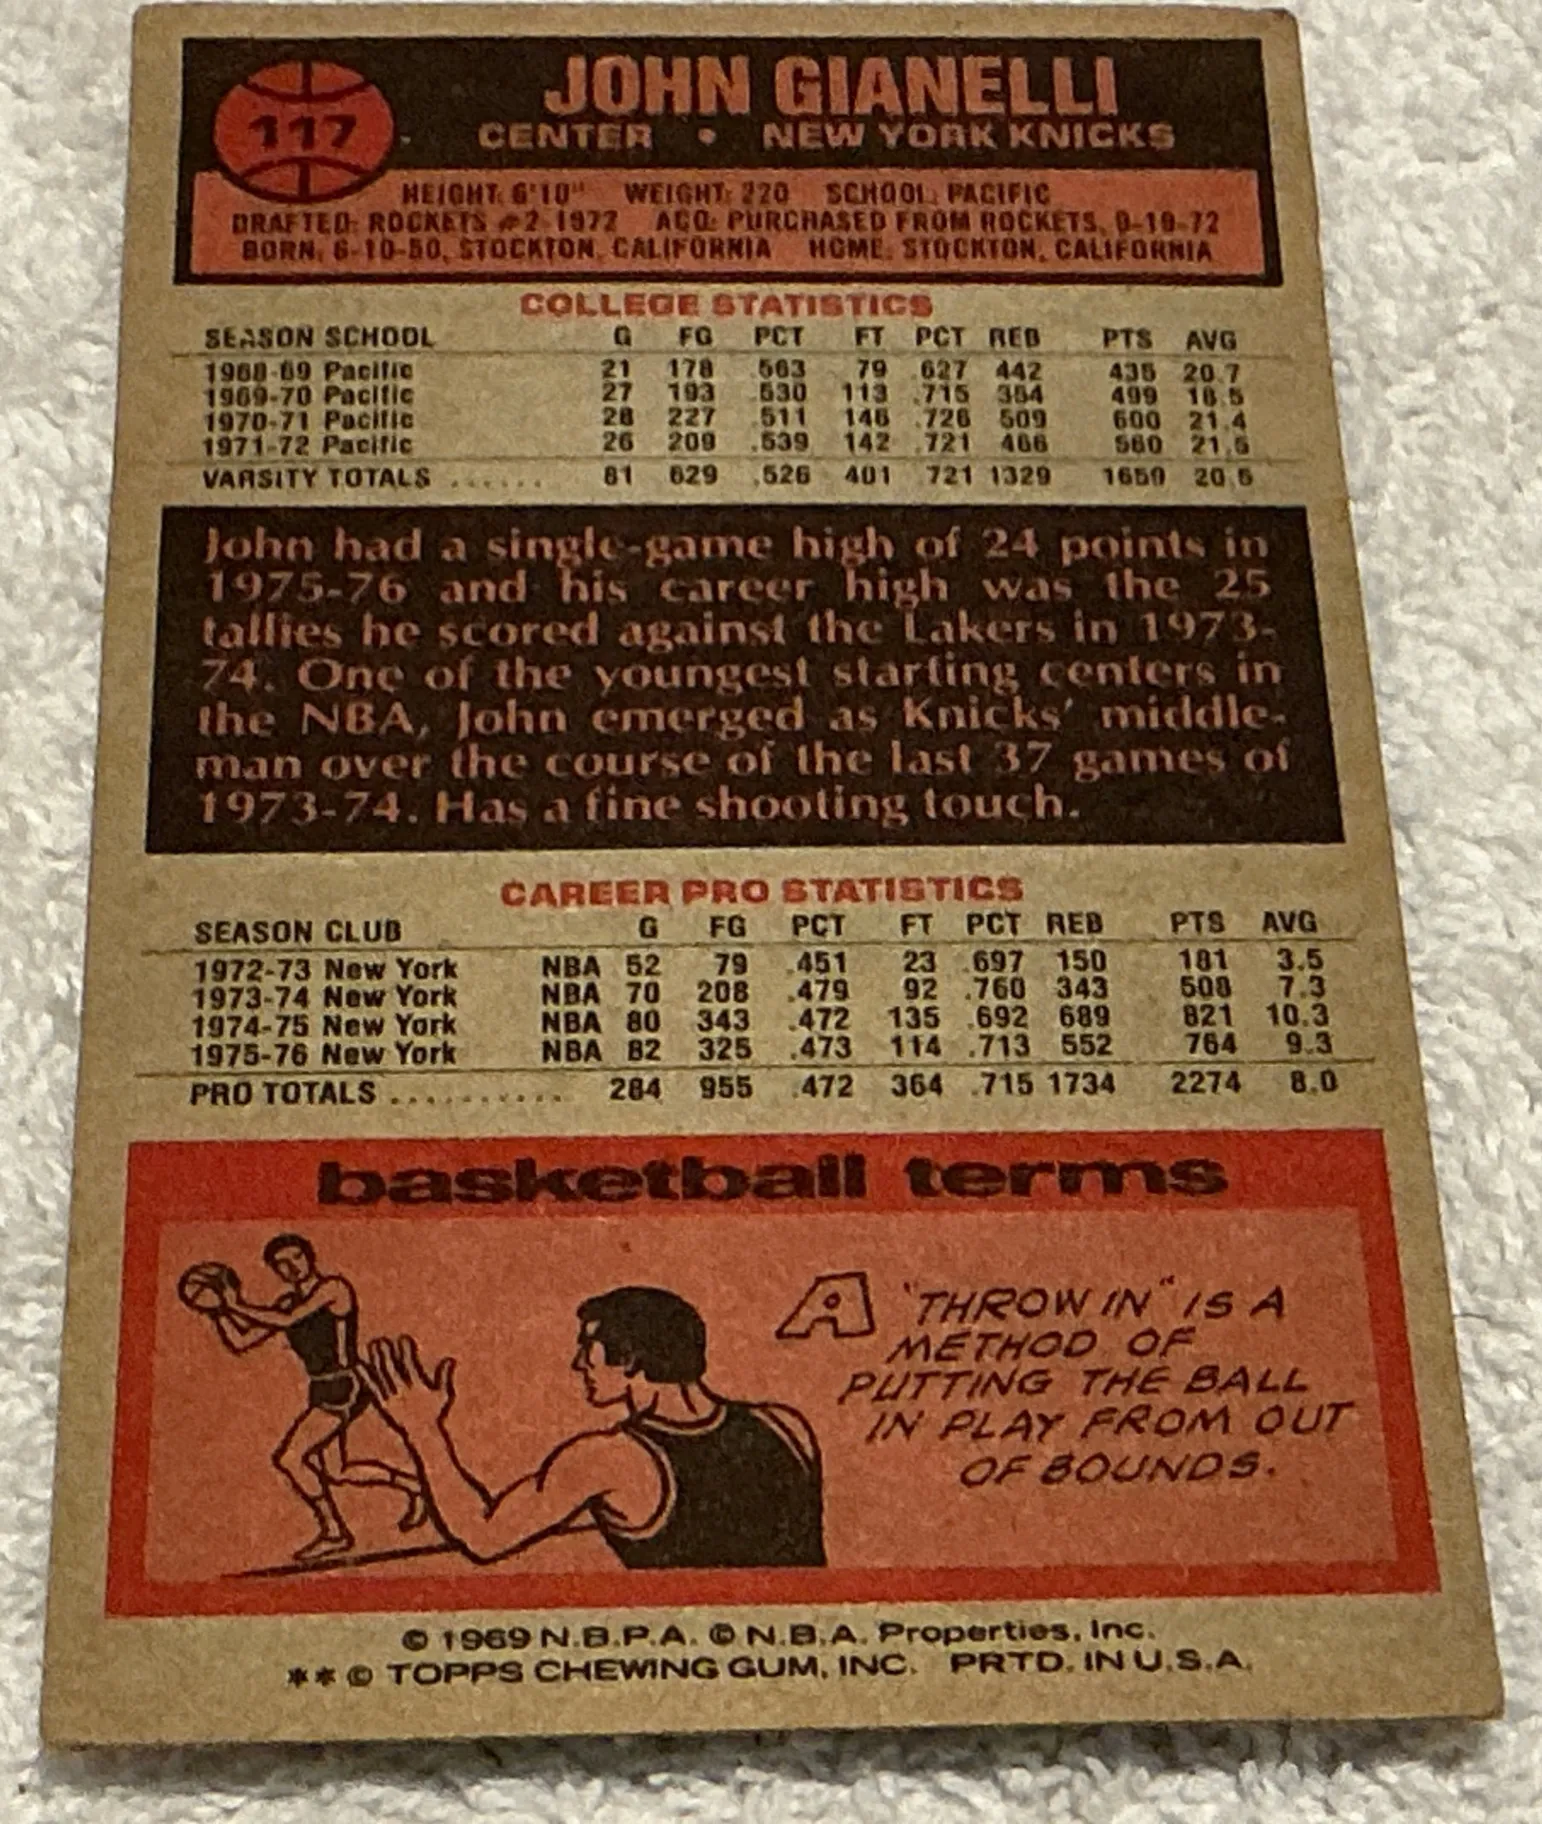 117
JOHN GIANELLI
CENTER • NEW YORK KNICKS
HEIGHT: 6'10" WEIGHT: 220 SCHOOL: PACIFIC
DRAFTED: ROCKETS #2-1972 ACQ: PURCHASED FROM ROCKETS,
BORN: 6-10-50, STOCKTON, CALIFORNIA HOME: STOCKTON, CALIFORNIA
COLLEGE STATISTICS
SEASON SCHOOL G FG PCT FT PCT REB PTS AVG
1968-69 Pacific 21 178 .563 79 .627 442 435 20.7
1969-70 Pacific 27 193 .530 113 .715 354 499 18.5
1970-71 Pacific 28 227 .511 146 .726 509 600 21.4
1971-72 Pacific 26 209 .539 142 .721 466 560 21.5
VARSITY TOTALS ...... 81 629 .526 401 .721 1329 1659 20.5
John had a single-game high of 24 points in
1975-76 and his career high was the 25
tallies he scored against the Lakers in 1973-
74. One of the youngest starting centers in
the NBA, John emerged as Knicks' middle-
man over the course of the last 37 games of
1973-74. Has a fine shooting touch.
CAREER PRO STATISTICS
SEASON CLUB G FG PCT FT PCT REB PTS AVG
1972-73 New York NBA 52 79 .451 23 .697 150 181 3.5
1973-74 New York NBA 70 208 .479 92 .760 343 508 7.3
1974-75 New York NBA 80 343 .472 135 .692 689 821 10.3
1975-76 New York NBA 82 325 .473 114 .713 552 764 9.3
PRO TOTALS .......... 284 955 .472 364 .715 1734 2274 8.0
basketball terms
A "THROW IN" IS A
METHOD OF
PUTTING THE BALL
IN PLAY FROM OUT
OF BOUNDS.
© 1969 N.B.P.A. © N.B.A. Properties, Inc.
** © TOPPS CHEWING GUM, INC. PRTD. IN U.S.A.